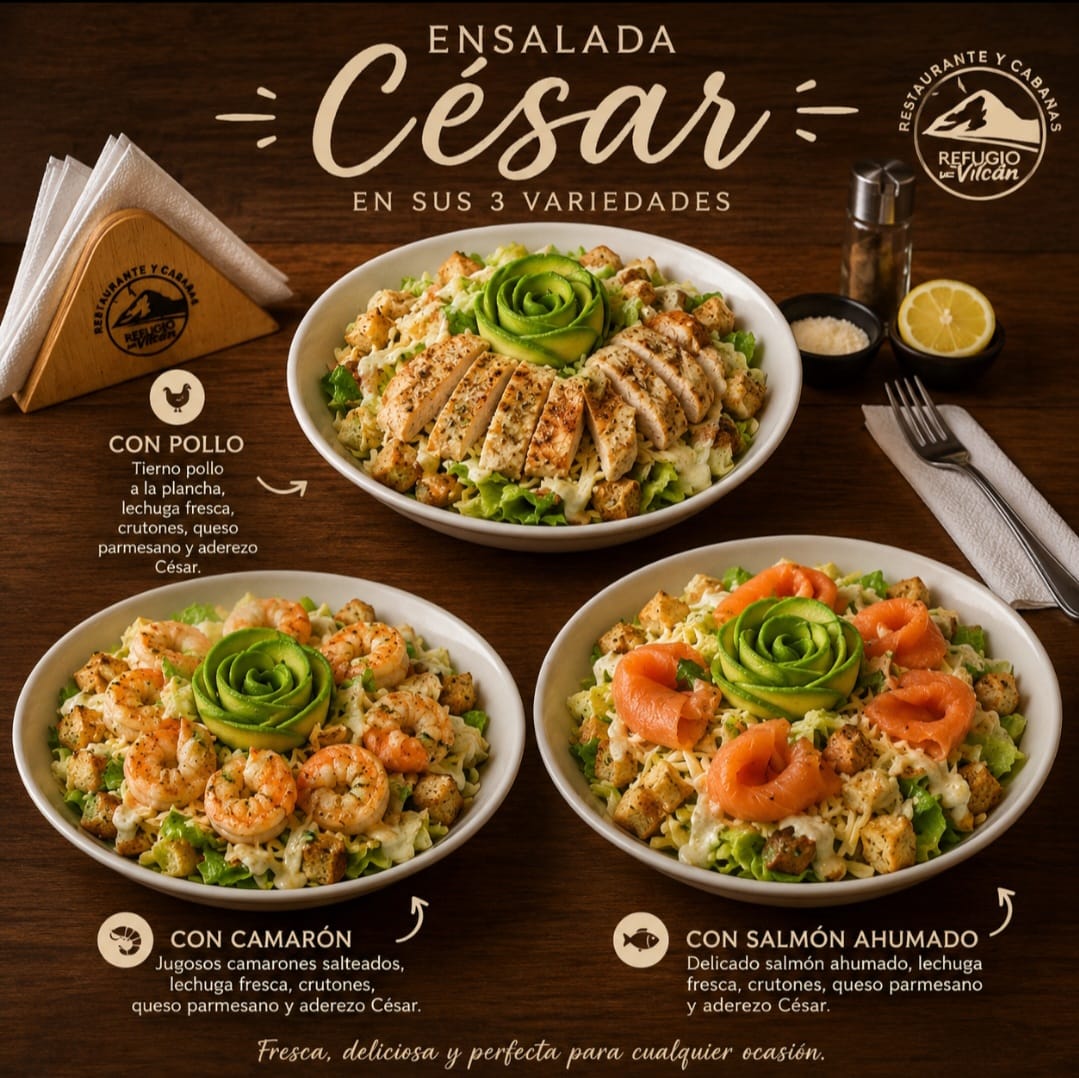 ENSALADA
César
EN SUS 3 VARIEDADES
RESTAURANTE Y CABAÑAS
REFUGIO
DEL Vilcán
RESTAURANTE Y CABAÑAS
REFUGIO
DEL Vilcán
CON POLLO
Tierno pollo
a la plancha,
lechuga fresca,
crutones, queso
parmesano y aderezo
César.
CON CAMARÓN
Jugosos camarones salteados,
lechuga fresca, crutones,
queso parmesano y aderezo César.
CON SALMÓN AHUMADO
Delicado salmón ahumado, lechuga
fresca, crutones, queso parmesano
y aderezo César.
Fresca, deliciosa y perfecta para cualquier ocasión.